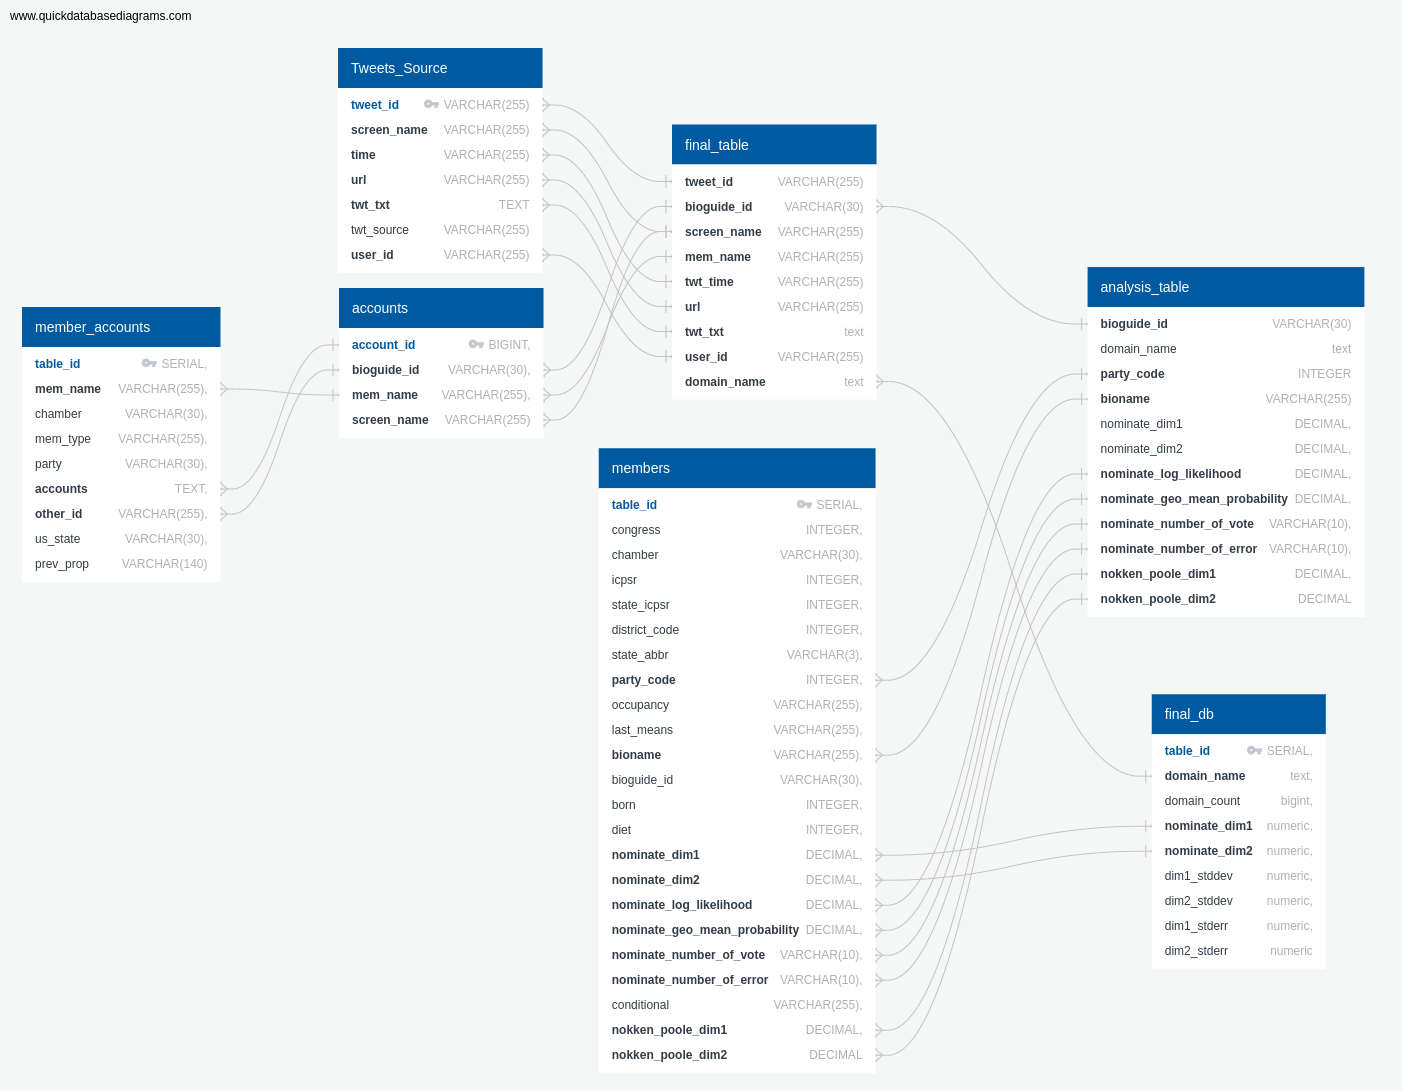 www.quickdatabasediagrams.com
Tweets_Source
tweet_id VARCHAR(255)
screen_name VARCHAR(255)
time VARCHAR(255)
url VARCHAR(255)
twt_txt TEXT
twt_source VARCHAR(255)
user_id VARCHAR(255)
final_table
tweet_id VARCHAR(255)
bioguide_id VARCHAR(30)
screen_name VARCHAR(255)
mem_name VARCHAR(255)
twt_time VARCHAR(255)
url VARCHAR(255)
twt_txt text
user_id VARCHAR(255)
domain_name text
analysis_table
bioguide_id VARCHAR(30)
domain_name text
party_code INTEGER
bioname VARCHAR(255)
nominate_dim1 DECIMAL,
nominate_dim2 DECIMAL,
nominate_log_likelihood DECIMAL,
nominate_geo_mean_probability DECIMAL,
nominate_number_of_vote VARCHAR(10),
nominate_number_of_error VARCHAR(10),
nokken_poole_dim1 DECIMAL,
nokken_poole_dim2 DECIMAL
member_accounts
table_id SERIAL,
mem_name VARCHAR(255),
chamber VARCHAR(30),
mem_type VARCHAR(255),
party VARCHAR(30),
accounts TEXT,
other_id VARCHAR(255),
us_state VARCHAR(30),
prev_prop VARCHAR(140)
accounts
account_id BIGINT,
bioguide_id VARCHAR(30),
mem_name VARCHAR(255),
screen_name VARCHAR(255)
members
table_id SERIAL,
congress INTEGER,
chamber VARCHAR(30),
icpsr INTEGER,
state_icpsr INTEGER,
district_code INTEGER,
state_abbr VARCHAR(3),
party_code INTEGER,
occupancy VARCHAR(255),
last_means VARCHAR(255),
bioname VARCHAR(255),
bioguide_id VARCHAR(30),
born INTEGER,
diet INTEGER,
nominate_dim1 DECIMAL,
nominate_dim2 DECIMAL,
nominate_log_likelihood DECIMAL,
nominate_geo_mean_probability DECIMAL,
nominate_number_of_vote VARCHAR(10),
nominate_number_of_error VARCHAR(10),
conditional VARCHAR(255),
nokken_poole_dim1 DECIMAL,
nokken_poole_dim2 DECIMAL
final_db
table_id SERIAL,
domain_name text,
domain_count bigint,
nominate_dim1 numeric,
nominate_dim2 numeric,
dim1_stddev numeric,
dim2_stddev numeric,
dim1_stderr numeric,
dim2_stderr numeric